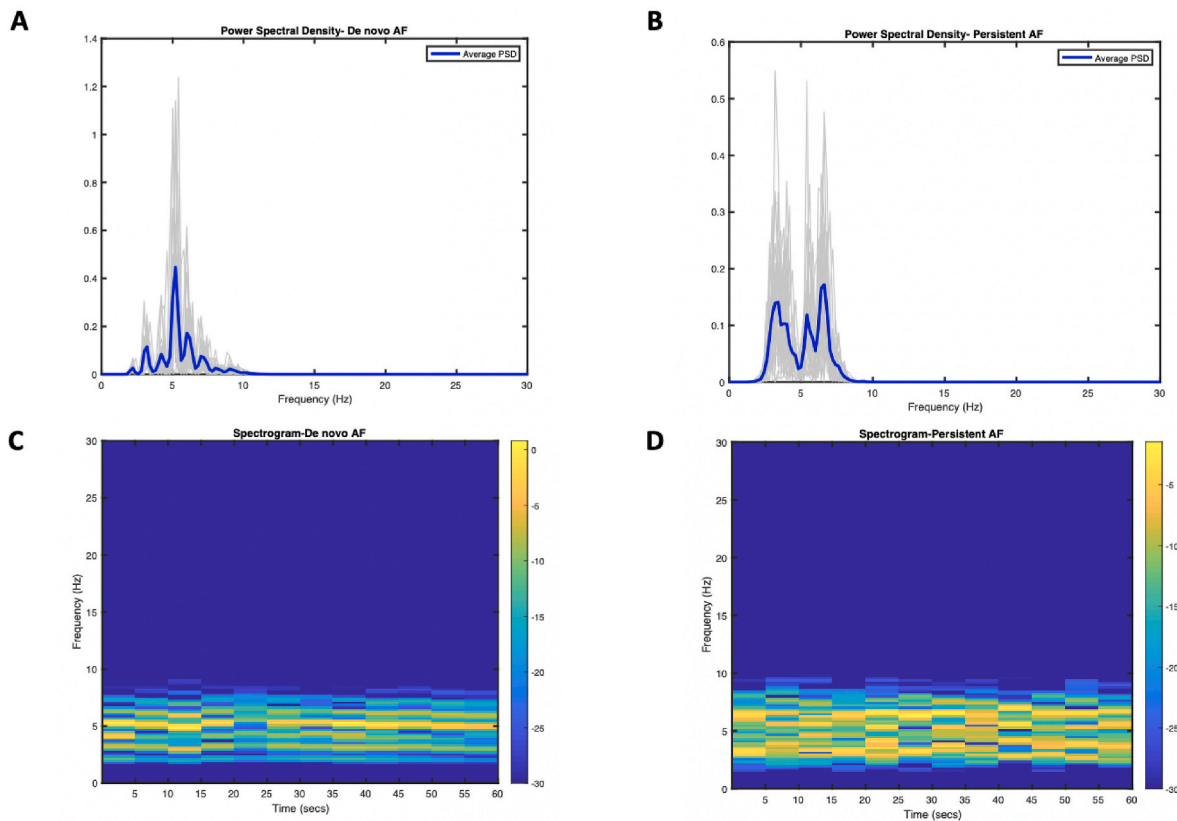 A
Power Spectral Density- De novo AF
Average PSD
1.4
1.2
1
0.8
0.6
0.4
0.2
0
0 5 10 15 20 25 30
Frequency (Hz)
B
Power Spectral Density- Persistent AF
Average PSD
0.6
0.5
0.4
0.3
0.2
0.1
0
0 5 10 15 20 25 30
Frequency (Hz)
C
Spectrogram-De novo AF
30
25
20
15
10
5
0
Frequency (Hz)
5 10 15 20 25 30 35 40 45 50 55 60
Time (secs)
0
-5
-10
-15
-20
-25
-30
D
Spectrogram-Persistent AF
30
25
20
15
10
5
0
Frequency (Hz)
5 10 15 20 25 30 35 40 45 50 55 60
Time (secs)
-5
-10
-15
-20
-25
-30